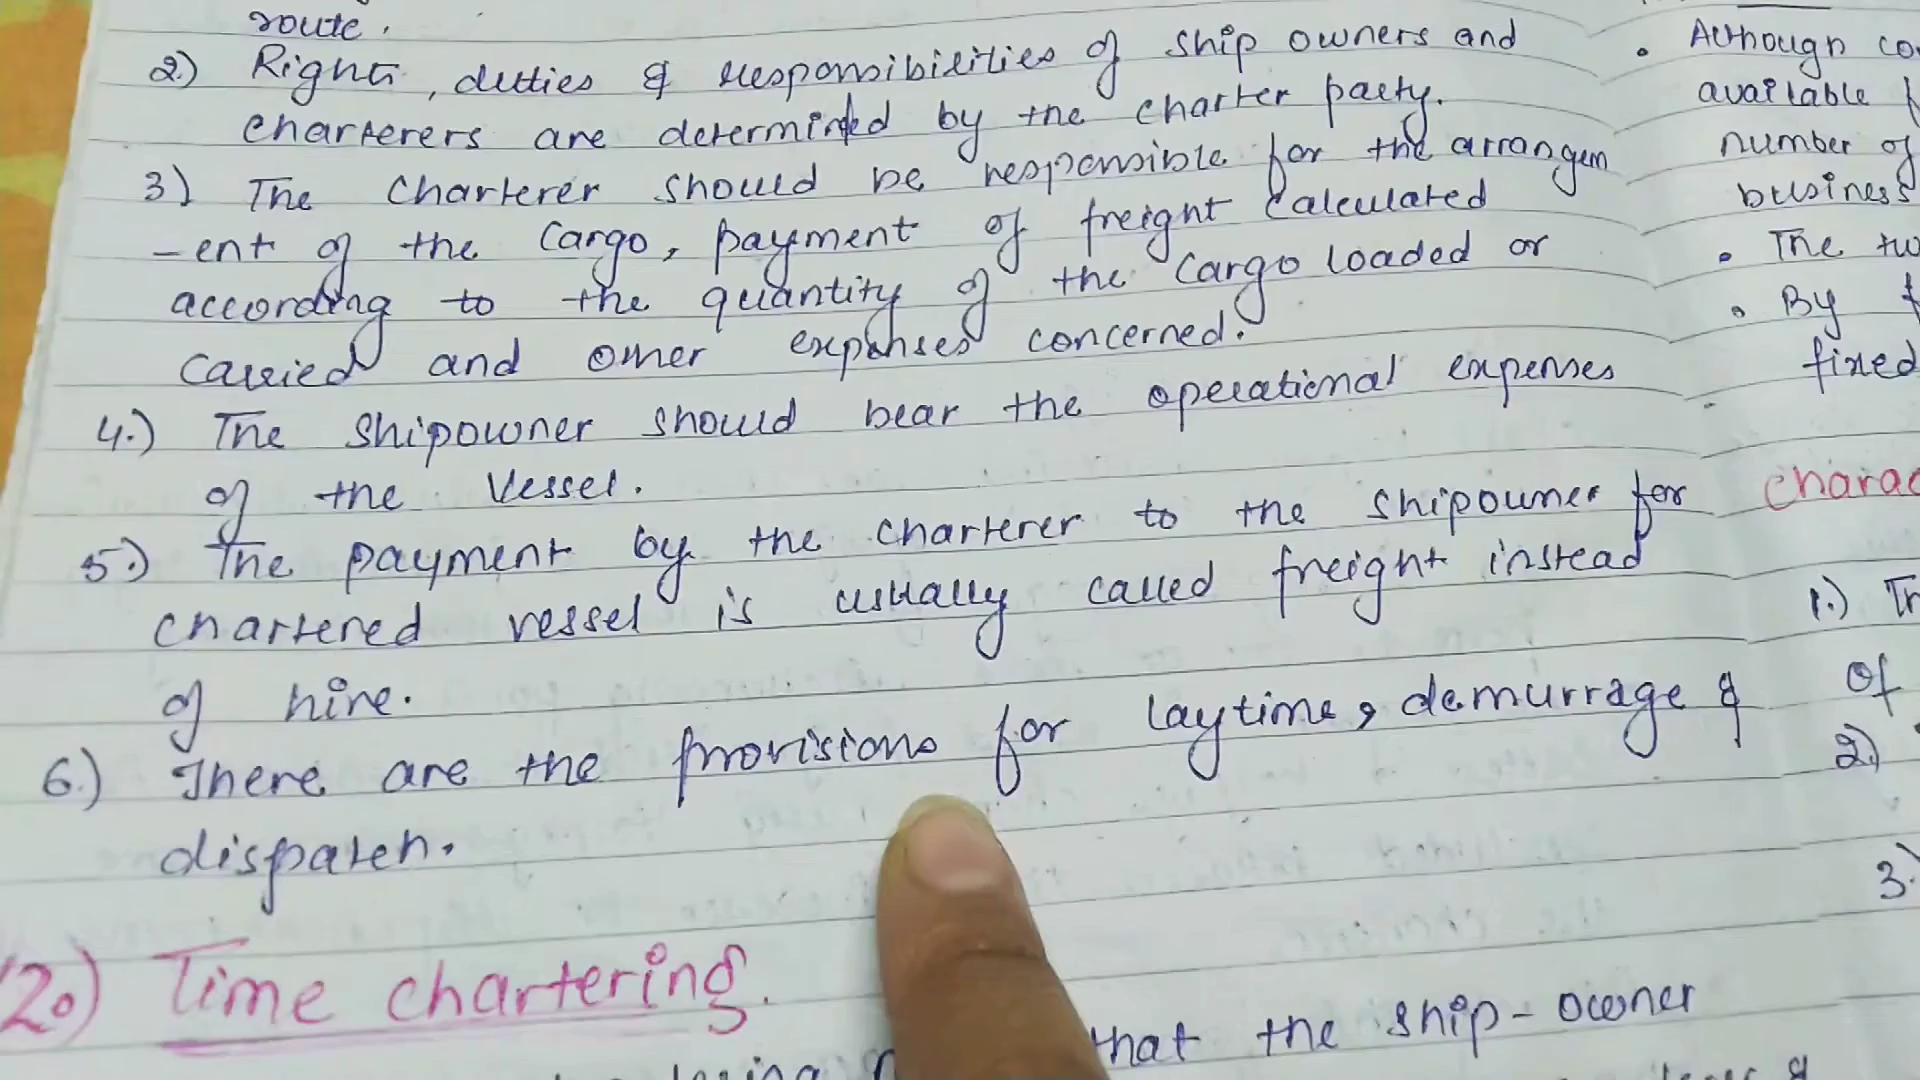 route.
2) Rights, duties & responsibilities of ship owners and
charterers are determined by the charter party.
3) The Charterer should be responsible for the arrangem
-ent of the Cargo, payment of freight calculated
according to the quantity of the cargo loaded or
carried and other expenses concerned.
4.) The shipowner should bear the operational expenses
of the vessel.
5.) The payment by the charterer to the shipowner for
chartered vessel is usually called freight instead
of hire.
6.) There are the provisions for laytime, demurrage &
dispatch.
20) Time chartering.
that the ship-owner
• Although
available
number of
business
• The
• By
fixed
1.)
of
2.)
3.